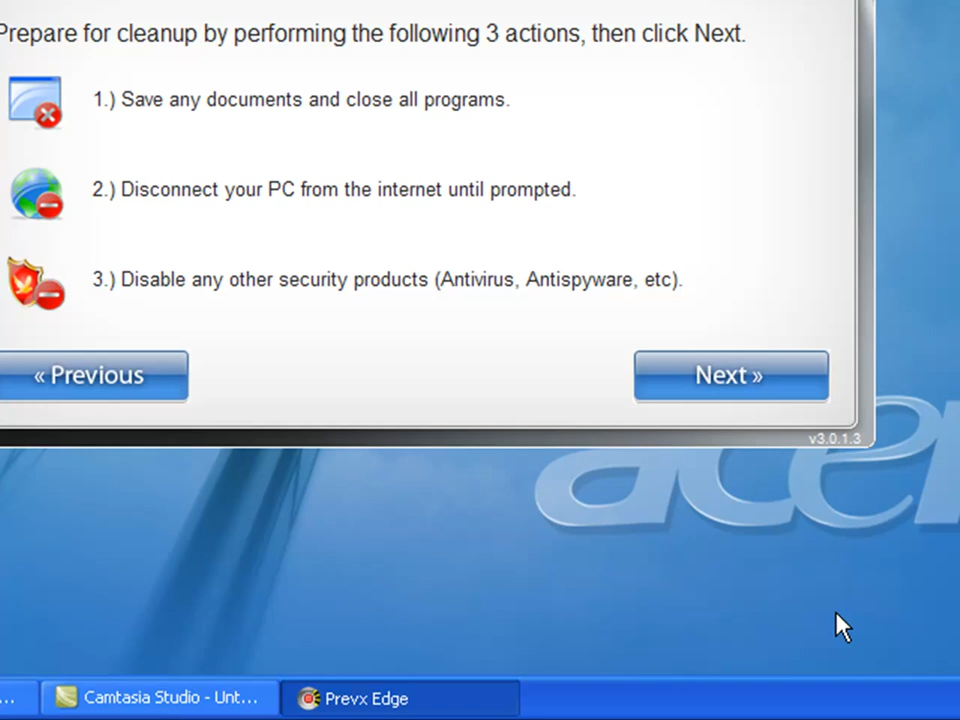 Prepare for cleanup by performing the following 3 actions, then click Next.
1.) Save any documents and close all programs.
2.) Disconnect your PC from the internet until prompted.
3.) Disable any other security products (Antivirus, Antispyware, etc).
« Previous
Next »
v3.0.1.3
acer
...
Camtasia Studio - Unt...
Prevx Edge